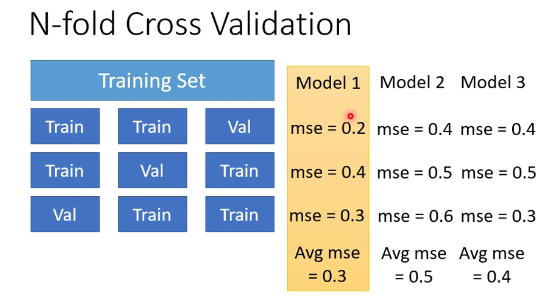 N-fold Cross Validation
Training Set
Model 1 Model 2 Model 3
Train Train Val mse = 0.2 mse = 0.4 mse = 0.4
Train Val Train mse = 0.4 mse = 0.5 mse = 0.5
Val Train Train mse = 0.3 mse = 0.6 mse = 0.3
Avg mse Avg mse Avg mse
= 0.3 = 0.5 = 0.4